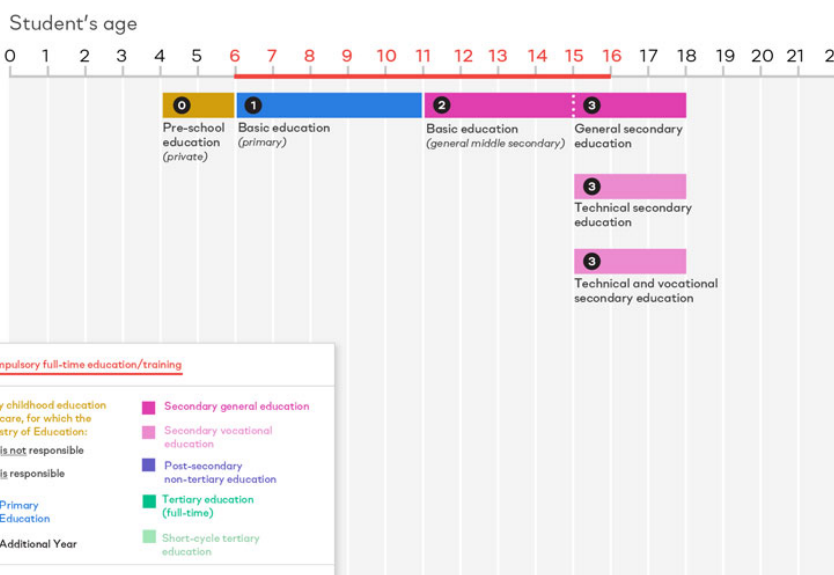 Student's age
0 1 2 3 4 5 6 7 8 9 10 11 12 13 14 15 16 17 18 19 20 21 2
0 1 2 3
Pre-school
education
(private)
Basic education
(primary)
Basic education
(general middle secondary)
General secondary
education
3
Technical secondary
education
3
Technical and vocational
secondary education
mpulsory full-time education/training
y childhood education
care, for which the
stry of Education:
is not responsible
is responsible
Primary
Education
Additional Year
Secondary general education
Secondary vocational
education
Post-secondary
non-tertiary education
Tertiary education
(full-time)
Short-cycle tertiary
education